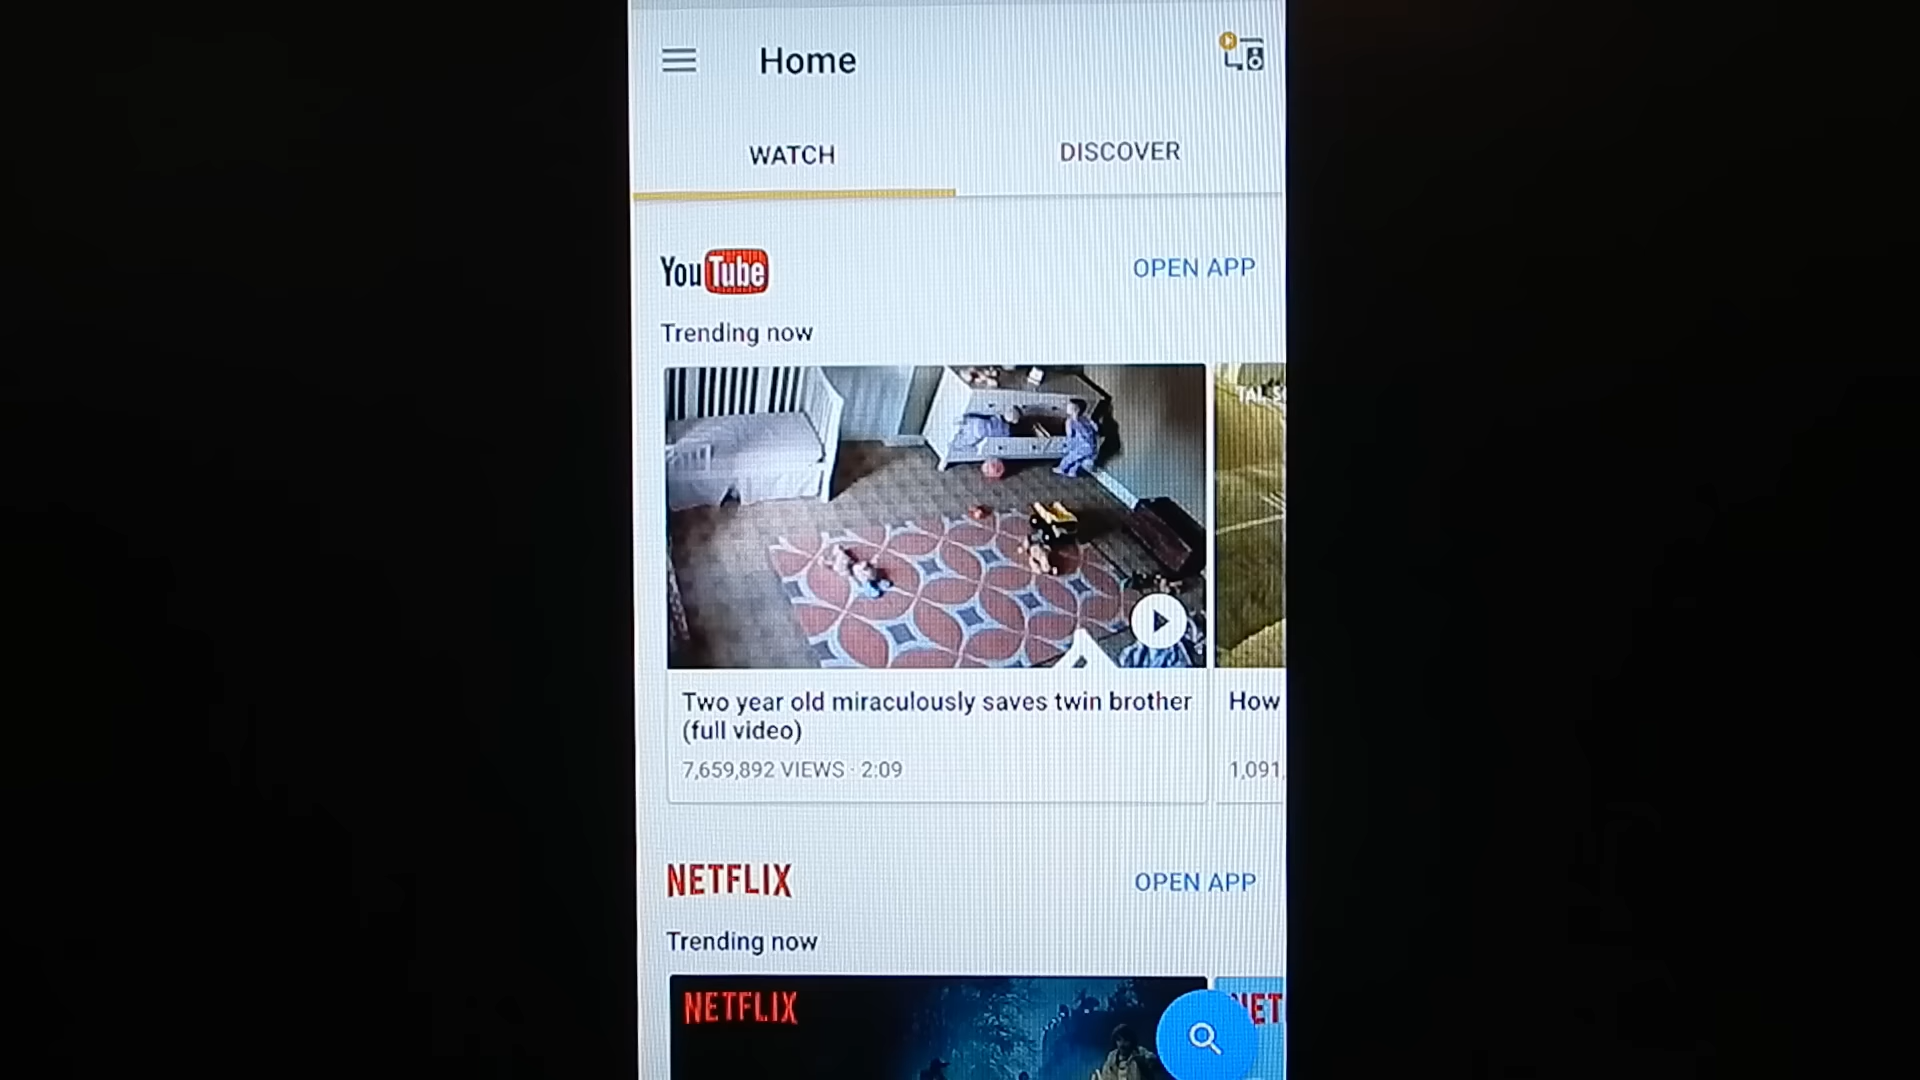 Home
WATCH
DISCOVER
YouTube
OPEN APP
Trending now
Two year old miraculously saves twin brother
(full video)
7,659,892 VIEWS · 2:09
How
1,091
NETFLIX
OPEN APP
Trending now
NETFLIX
NET